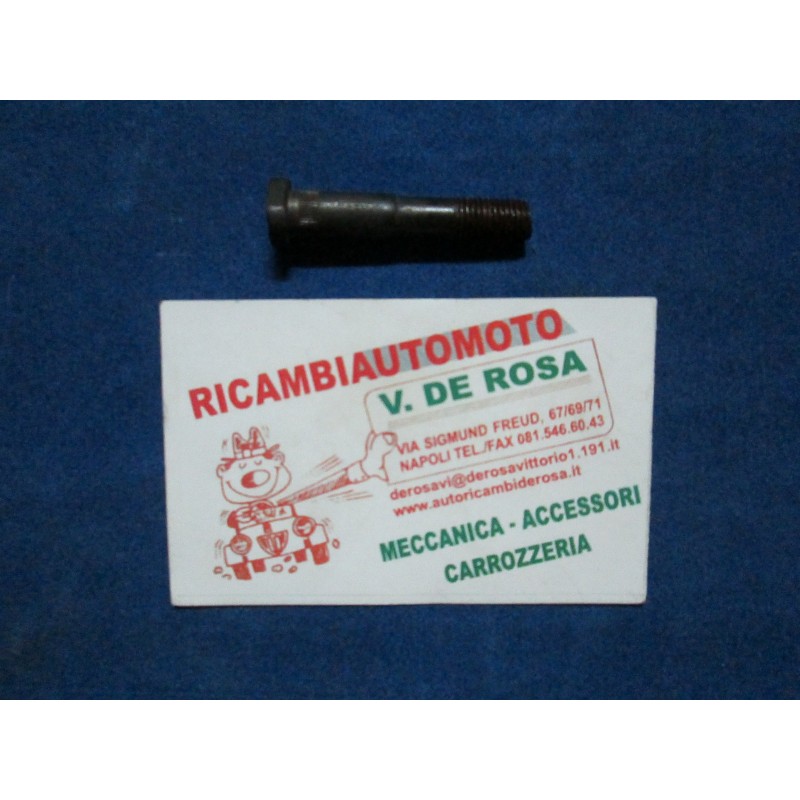 RICAMBIAUTOMOTO
V. DE ROSA
VIA SIGMUND FREUD, 67/69/71
NAPOLI TEL./FAX 081.546.60.43
derosavi@derosavittorio1.191.it
www.autoricambiderosa.it
MECCANICA - ACCESSORI
CARROZZERIA